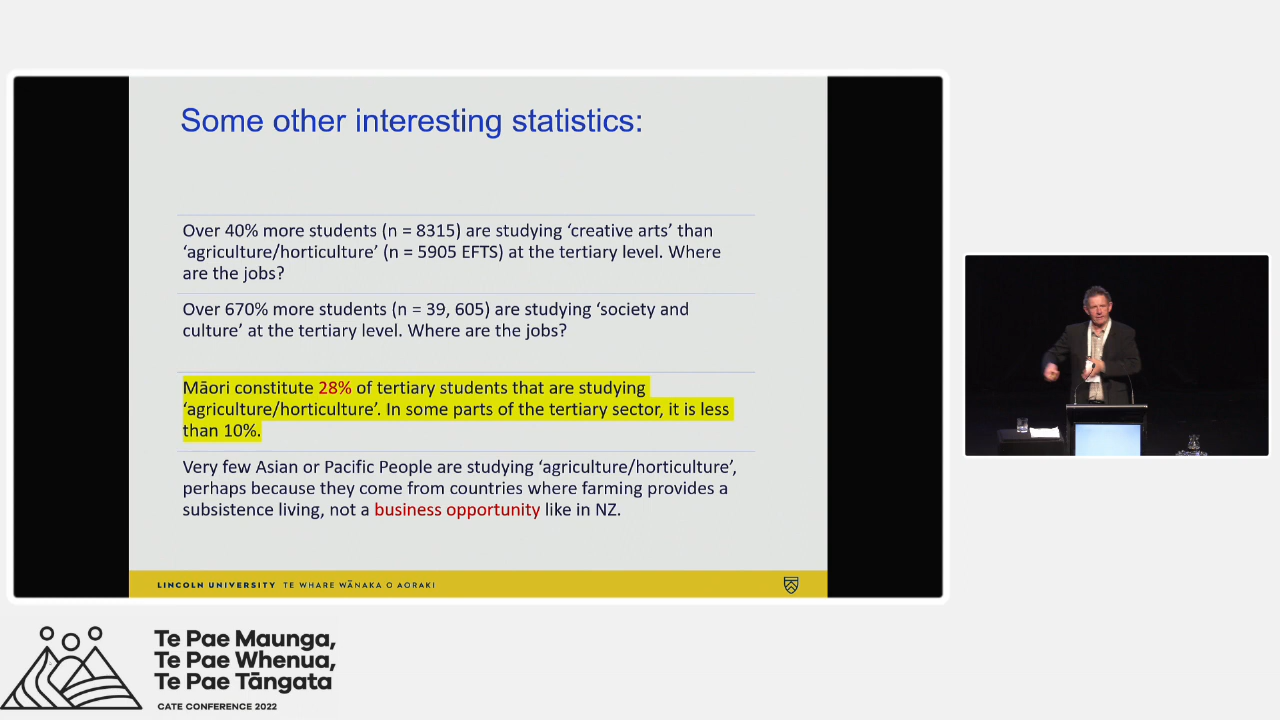 Some other interesting statistics:
Over 40% more students (n = 8315) are studying ‘creative arts’ than
‘agriculture/horticulture’ (n = 5905 EFTS) at the tertiary level. Where
are the jobs?
Over 670% more students (n = 39, 605) are studying ‘society and
culture’ at the tertiary level. Where are the jobs?
Māori constitute 28% of tertiary students that are studying
‘agriculture/horticulture’. In some parts of the tertiary sector, it is less
than 10%.
Very few Asian or Pacific People are studying ‘agriculture/horticulture’,
perhaps because they come from countries where farming provides a
subsistence living, not a business opportunity like in NZ.
LINCOLN UNIVERSITY TE WHARE WĀNAKA O AORAKI
Te Pae Maunga,
Te Pae Whenua,
Te Pae Tāngata
CATE CONFERENCE 2022